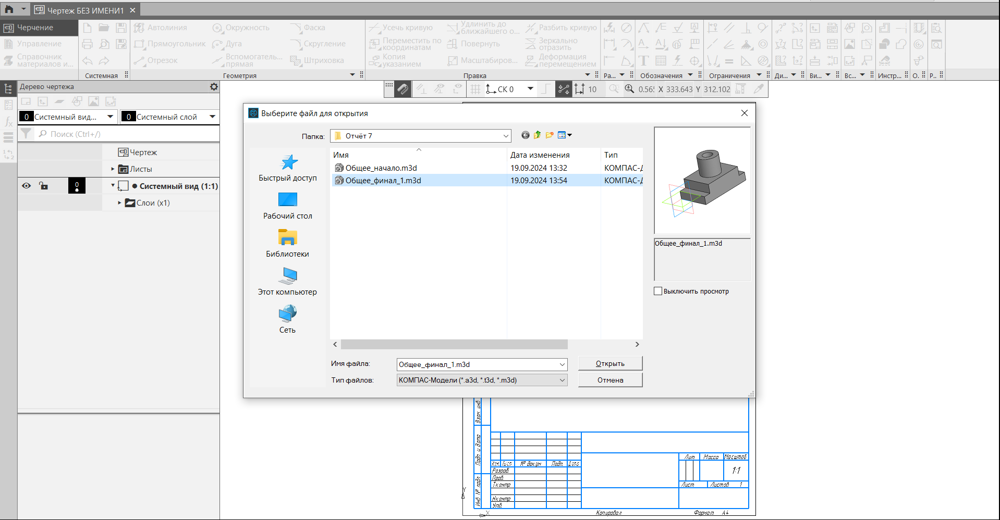 Чертеж БЕЗ ИМЕНИ1
Черчение
Управление
Справочник
материалов и...
Системная
Автолиния
Окружность
Фаска
Прямоугольник
Дуга
Скругление
Отрезок
Вспомогатель...
прямая
Штриховка
Геометрия
Усечь кривую
Удлинить до
ближайшего о...
Разбить кривую
Переместить по
координатам
Повернуть
Зеркально
отразить
Копия
указанием
Масштабиров...
Деформация
перемещением
Правка
Ра...
Обозначения
Ограничения
Ди...
Ви...
Вс...
Инстр...
О.
Р..
Дерево чертежа
СК 0
10
0.565
X 333.643
Y 312.102
0 Системный вид...
0 Системный слой
Поиск (Ctrl+/)
Чертеж
Листы
0
Системный вид (1:1)
Слои (x1)
Выберите файл для открытия
Папка:
Отчёт 7
Имя
Дата изменения
Тип
Общее_начало.m3d
19.09.2024 13:32
КОМПАС-Д
Общее_финал_1.m3d
19.09.2024 13:54
КОМПАС-Д
Быстрый доступ
Рабочий стол
Библиотеки
Этот компьютер
Сеть
Общее_финал_1.m3d
Выключить просмотр
Имя файла:
Общее_финал_1.m3d
Открыть
Тип файлов:
КОМПАС-Модели (*.a3d, *.t3d, *.m3d)
Отмена
Взам. инв.
Подп. и дата
Инв. № подл.
Изм. Лист
№ докум.
Подп.
Дата
Разраб.
Пров.
Т.контр.
Н.контр.
Утв.
Лит.
Масса
Масштаб
1:1
Лист
Листов 1
Копировал
Формат A4
Y
X